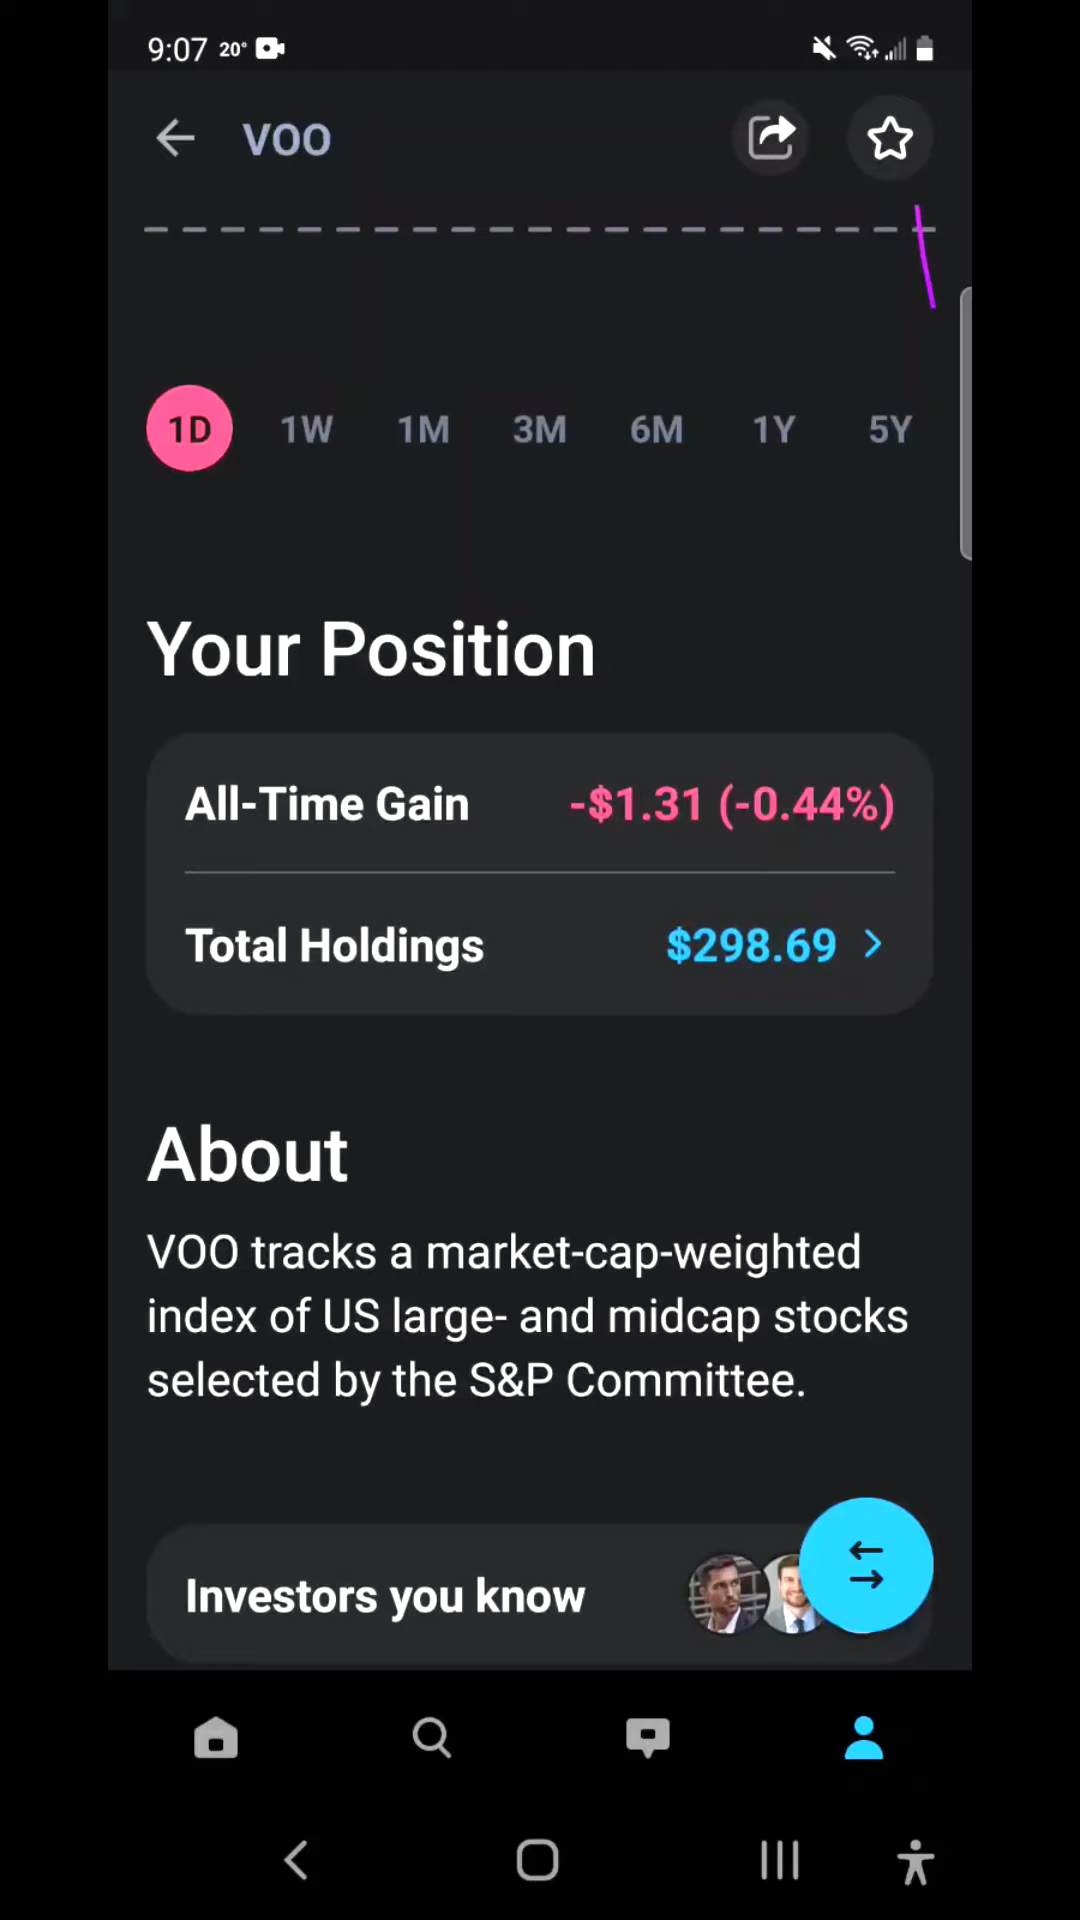 9:07 20°
VOO
1D 1W 1M 3M 6M 1Y 5Y
Your Position
All-Time Gain -$1.31 (-0.44%)
Total Holdings $298.69
About
VOO tracks a market-cap-weighted
index of US large- and midcap stocks
selected by the S&P Committee.
Investors you know